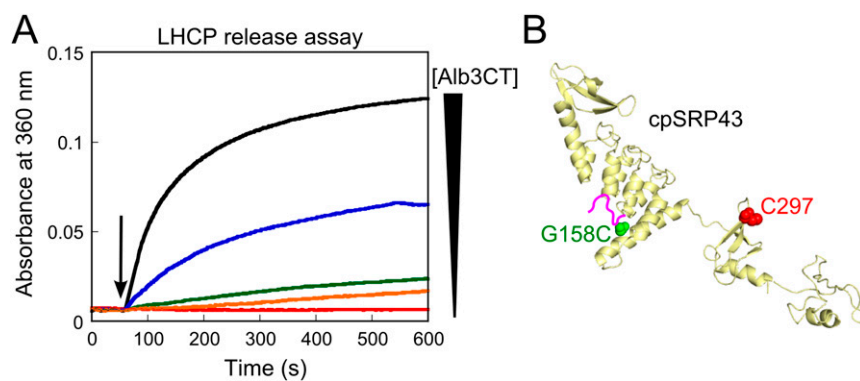 A
LHCP release assay
[Alb3CT]
0.15
0.1
0.05
0
Absorbance at 360 nm
0 100 200 300 400 500 600
Time (s)
B
cpSRP43
G158C
C297